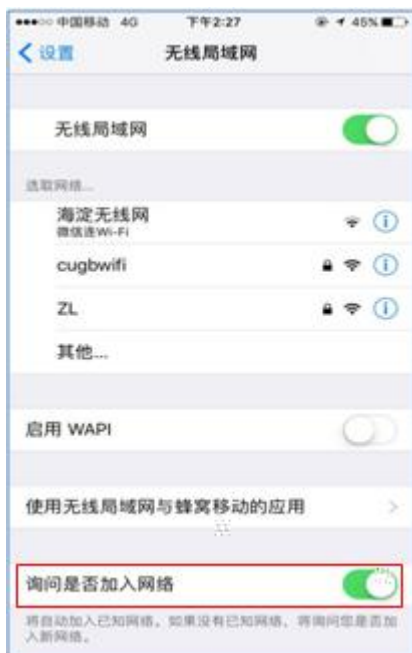 中国移动 4G 下午2:27 45%
设置 无线局域网
无线局域网
选取网络...
海淀无线网
微信连Wi-Fi
cugbwifi
ZL
其他...
启用 WAPI
使用无线局域网与蜂窝移动的应用
询问是否加入网络
将自动加入已知网络。如果没有已知网络，将询问您是否加
入新网络。